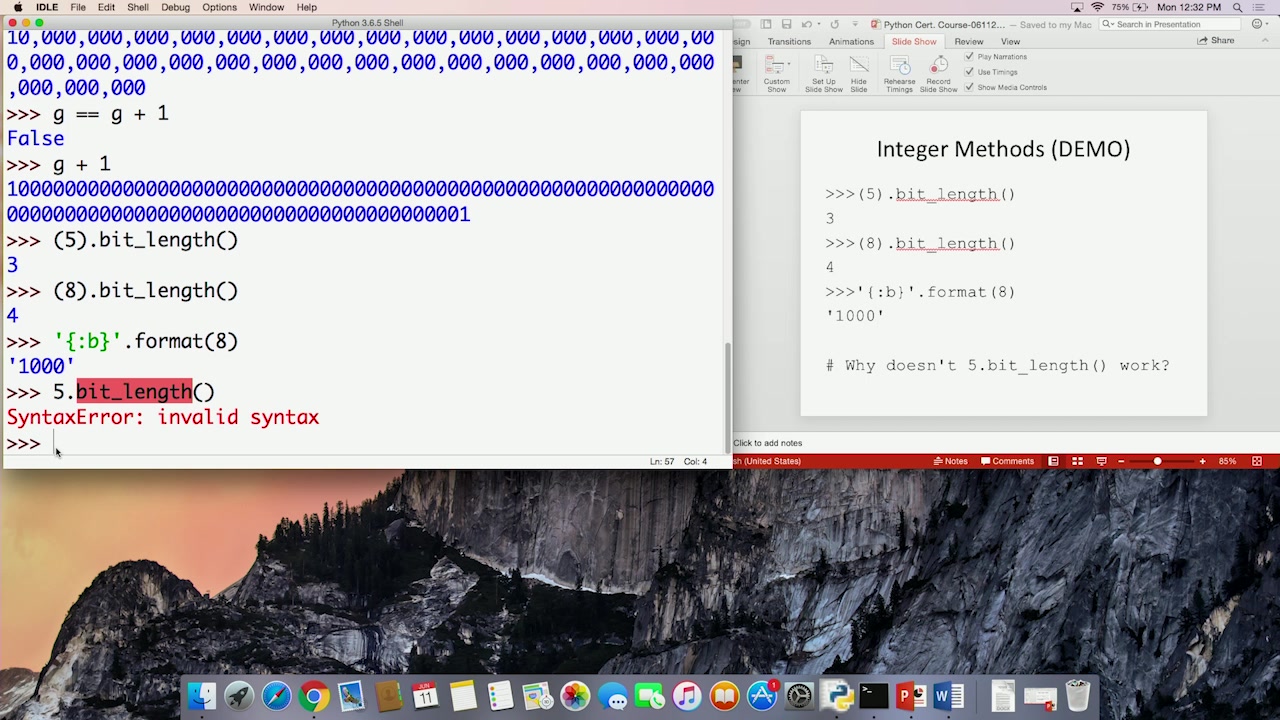 IDLE File Edit Shell Debug Options Window Help
75% Mon 12:32 PM
Python 3.6.5 Shell
10,000,000,000,000,000,000,000,000,000,000,000,000,000,000,00
0,000,000,000,000,000,000,000,000,000,000,000,000,000,000,000
,000,000,000
>>> g == g + 1
False
>>> g + 1
1000000000000000000000000000000000000000000000000000000000000
0000000000000000000000000000000000000001
>>> (5).bit_length()
3
>>> (8).bit_length()
4
>>> '{:b}'.format(8)
'1000'
>>> 5.bit_length()
SyntaxError: invalid syntax
>>>
Ln: 57 Col: 4
Python Cert. Course-06112... — Saved to my Mac
Search in Presentation
sign Transitions Animations Slide Show Review View Share
Custom Show
Set Up Slide Show
Hide Slide
Rehearse Timings
Record Slide Show
Play Narrations
Use Timings
Show Media Controls
Integer Methods (DEMO)
>>>(5).bit_length()
3
>>>(8).bit_length()
4
>>>'{:b}'.format(8)
'1000'
# Why doesn't 5.bit_length() work?
Click to add notes
sh (United States) Notes Comments 85%
JUN
11
1